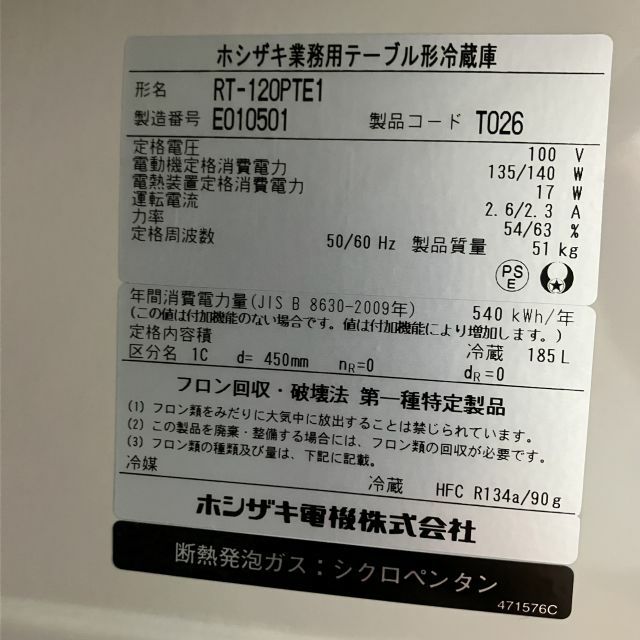 ホシザキ業務用テーブル形冷蔵庫
形名 RT-120PTE1
製造番号 E010501 製品コード T026
定格電圧 100 V
電動機定格消費電力 135/140 W
電熱装置定格消費電力 17 W
運転電流 2.6/2.3 A
力率 54/63 %
定格周波数 50/60 Hz 製品質量 51 kg
PS
E
年間消費電力量(JIS B 8630-2009年) 540 kWh/年
(この値は付加機能のない場合です。値は付加機能により増加します。)
定格内容積 冷蔵 185 L
区分名 1C d= 450mm nR=0 dR=0
フロン回収・破壊法 第一種特定製品
(1) フロン類をみだりに大気中に放出することは禁じられています。
(2) この製品を廃棄・整備する場合には、フロン類の回収が必要です。
(3) フロン類の種類及び量は、下記に記載。
冷媒
冷蔵 HFC R134a/90g
ホシザキ電機株式会社
断熱発泡ガス：シクロペンタン
471576C